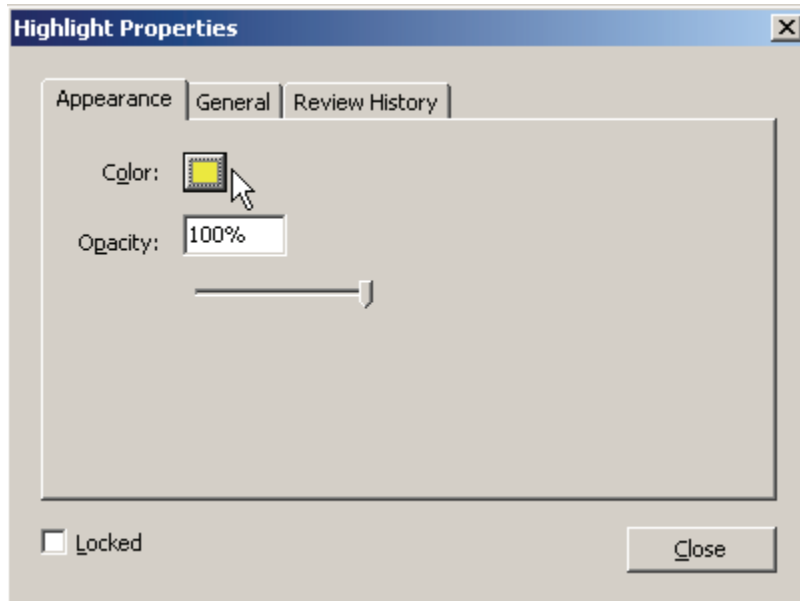 Highlight Properties
Appearance General Review History
Color:
Opacity: 100%
Locked
Close